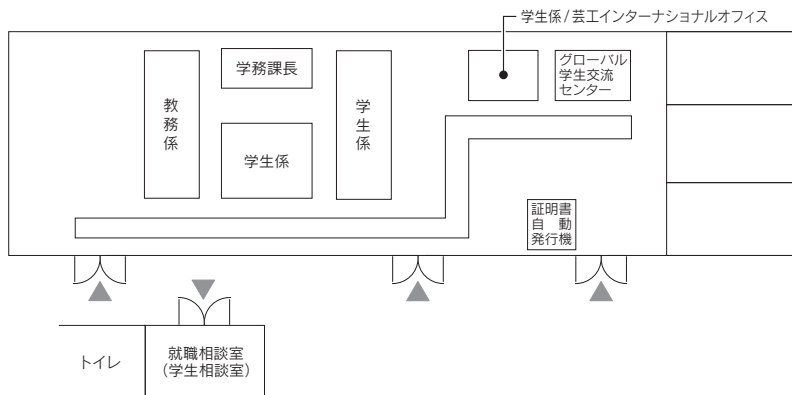 学生係/芸工インターナショナルオフィス
学務課長
グローバル
学生交流
センター
教務係
学生係
学生係
証明書
自動
発行機
トイレ
就職相談室
(学生相談室)